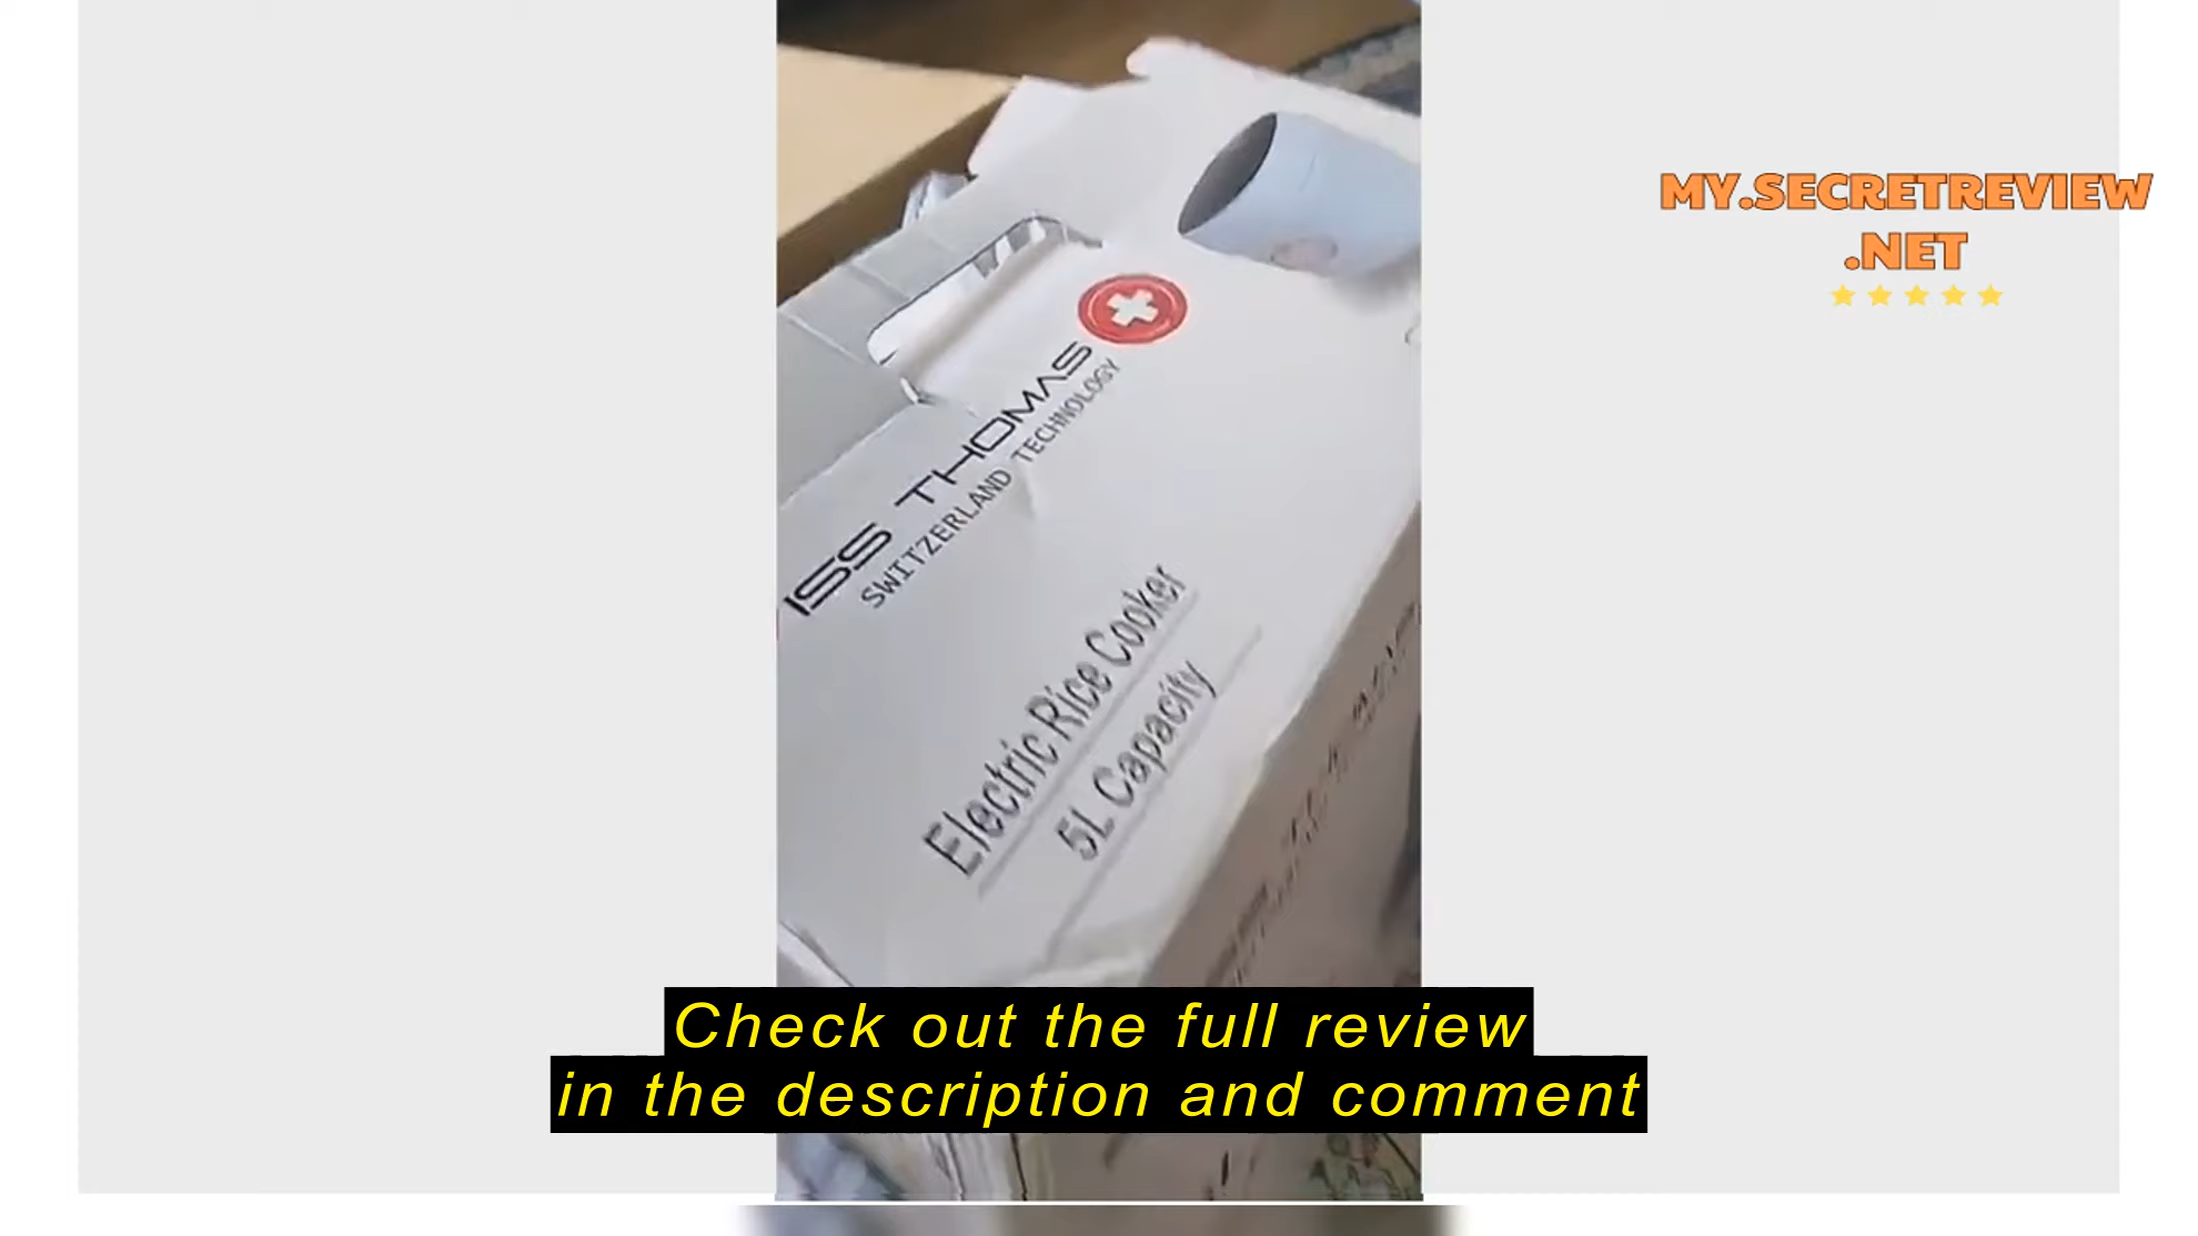 MY.SECRETREVIEW
.NET
ISS THOMAS
SWITZERLAND TECHNOLOGY
Electric Rice Cooker
5L Capacity
Check out the full review
in the description and comment